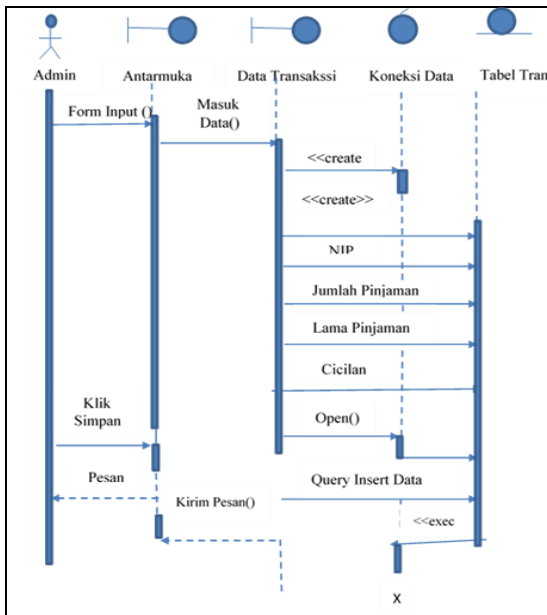 Admin
Antarmuka
Data Transakssi
Koneksi Data
Tabel Tran
Form Input ()
Masuk
Data()
<<create
<<create>>
NIP
Jumlah Pinjaman
Lama Pinjaman
Cicilan
Klik
Simpan
Open()
Pesan
Kirim Pesan()
Query Insert Data
<<exec
X